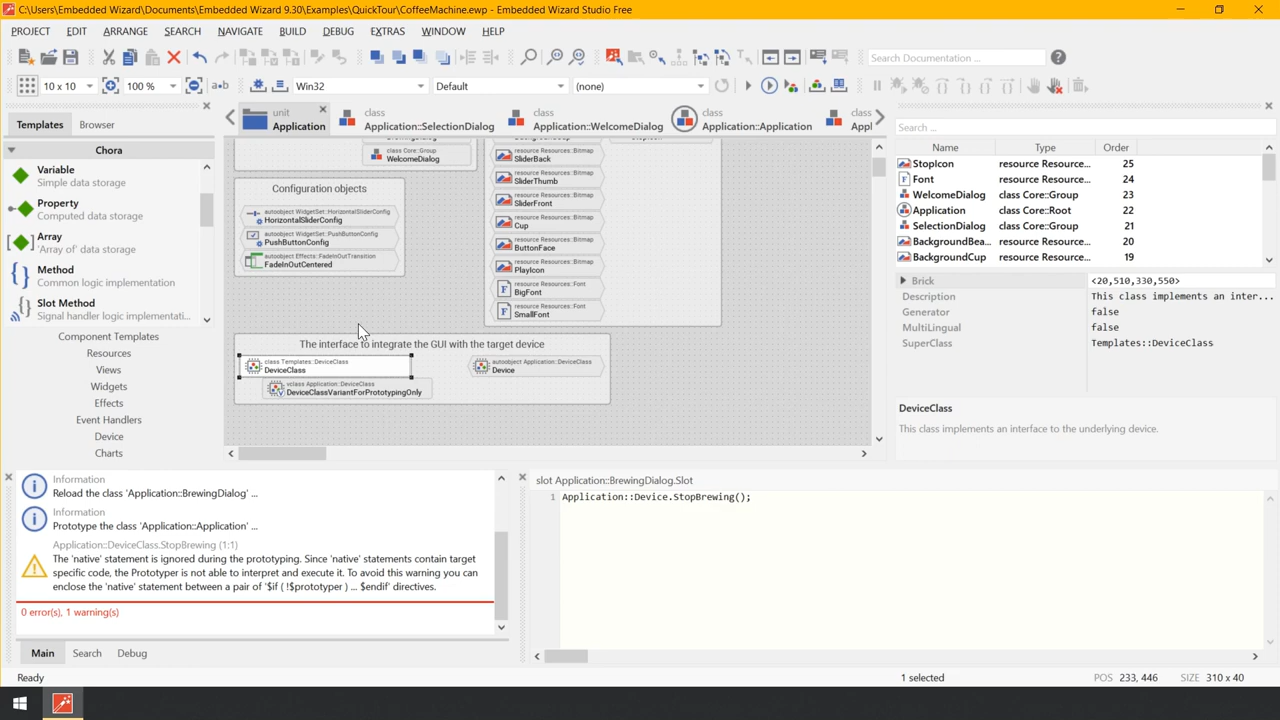 C:\Users\Embedded Wizard\Documents\Embedded Wizard 9.30\Examples\QuickTour\CoffeeMachine.ewp - Embedded Wizard Studio Free
PROJECT EDIT ARRANGE SEARCH NAVIGATE BUILD DEBUG EXTRAS WINDOW HELP
Search Documentation ...
10 x 10 100 % a-b Win32 Default (none)
Templates Browser
unit
Application
class
Application::SelectionDialog
class
Application::WelcomeDialog
class
Application::Application
class
Appl
Chora
Variable
Simple data storage
Property
Computed data storage
Array
'Array of' data storage
Method
Common logic implementation
Slot Method
Signal handler logic implementati...
Component Templates
Resources
Views
Widgets
Effects
Event Handlers
Device
Charts
class Core::Group
WelcomeDialog
Configuration objects
autoobject WidgetSet::HorizontalSliderConfig
HorizontalSliderConfig
autoobject WidgetSet::PushButtonConfig
PushButtonConfig
autoobject Effects::FadeInOutTransition
FadeInOutCentered
resource Resources::Bitmap
SliderBack
resource Resources::Bitmap
SliderThumb
resource Resources::Bitmap
SliderFront
resource Resources::Bitmap
Cup
resource Resources::Bitmap
ButtonFace
resource Resources::Bitmap
PlayIcon
resource Resources::Font
BigFont
resource Resources::Font
SmallFont
The interface to integrate the GUI with the target device
class Templates::DeviceClass
DeviceClass
vclass Application::DeviceClass
DeviceClassVariantForPrototypingOnly
autoobject Application::DeviceClass
Device
Search ...
Name Type Order
StopIcon resource Resource... 25
Font resource Resource... 24
WelcomeDialog class Core::Group 23
Application class Core::Root 22
SelectionDialog class Core::Group 21
BackgroundBea... resource Resource... 20
BackgroundCup resource Resource... 19
Brick <20,510,330,550>
Description This class implements an inter...
Generator false
MultiLingual false
SuperClass Templates::DeviceClass
DeviceClass
This class implements an interface to the underlying device.
Information
Reload the class 'Application::BrewingDialog' ...
Information
Prototype the class 'Application::Application' ...
Application::DeviceClass.StopBrewing (1:1)
The 'native' statement is ignored during the prototyping. Since 'native' statements contain target
specific code, the Prototyper is not able to interpret and execute it. To avoid this warning you can
enclose the 'native' statement between a pair of '$if ( !$prototyper ) ... $endif' directives.
0 error(s), 1 warning(s)
Main Search Debug
slot Application::BrewingDialog.Slot
1 Application::Device.StopBrewing();
Ready 1 selected POS 233, 446 SIZE 310 x 40